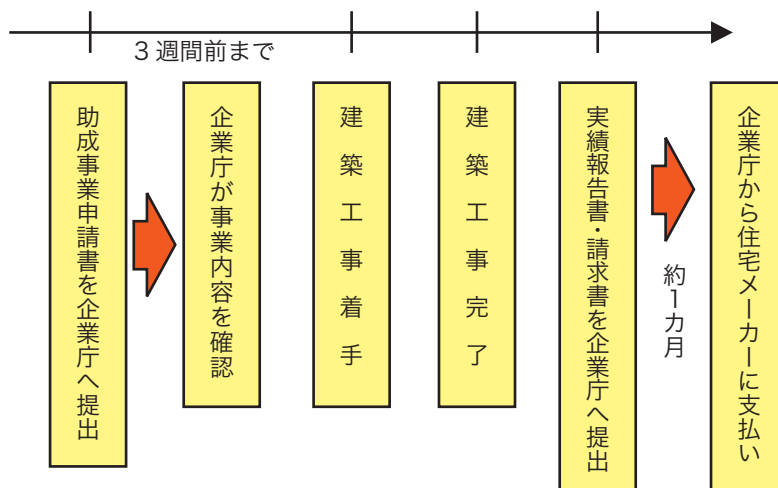 3週間前まで
助成事業申請書を企業庁へ提出
企業庁が事業内容を確認
建築工事着手
建築工事完了
実績報告書・請求書を企業庁へ提出
約1カ月
企業庁から住宅メーカーに支払い